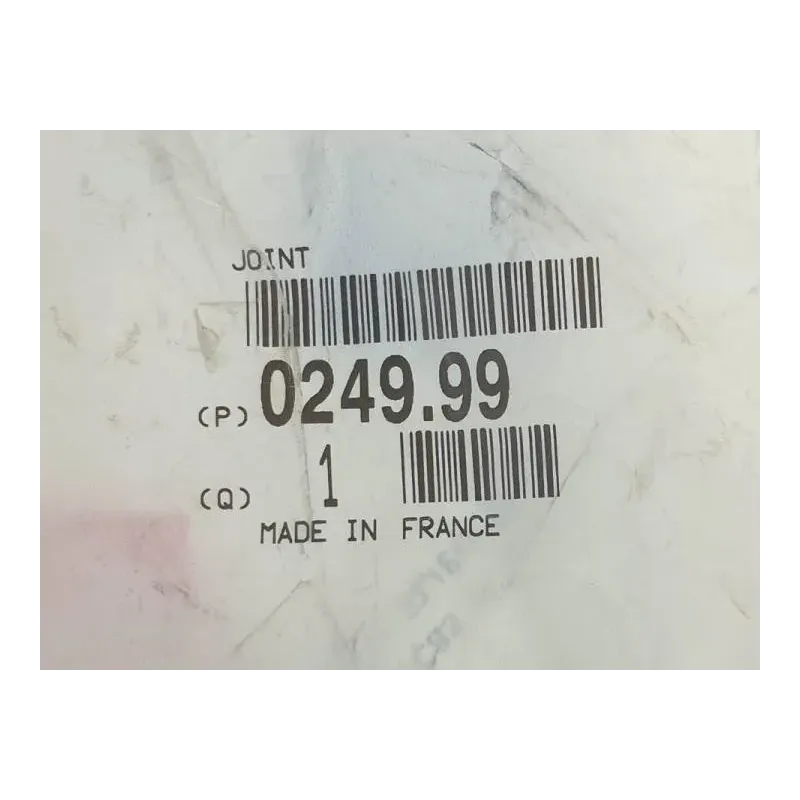 JOINT
(P) 0249.99
(Q) 1
MADE IN FRANCE